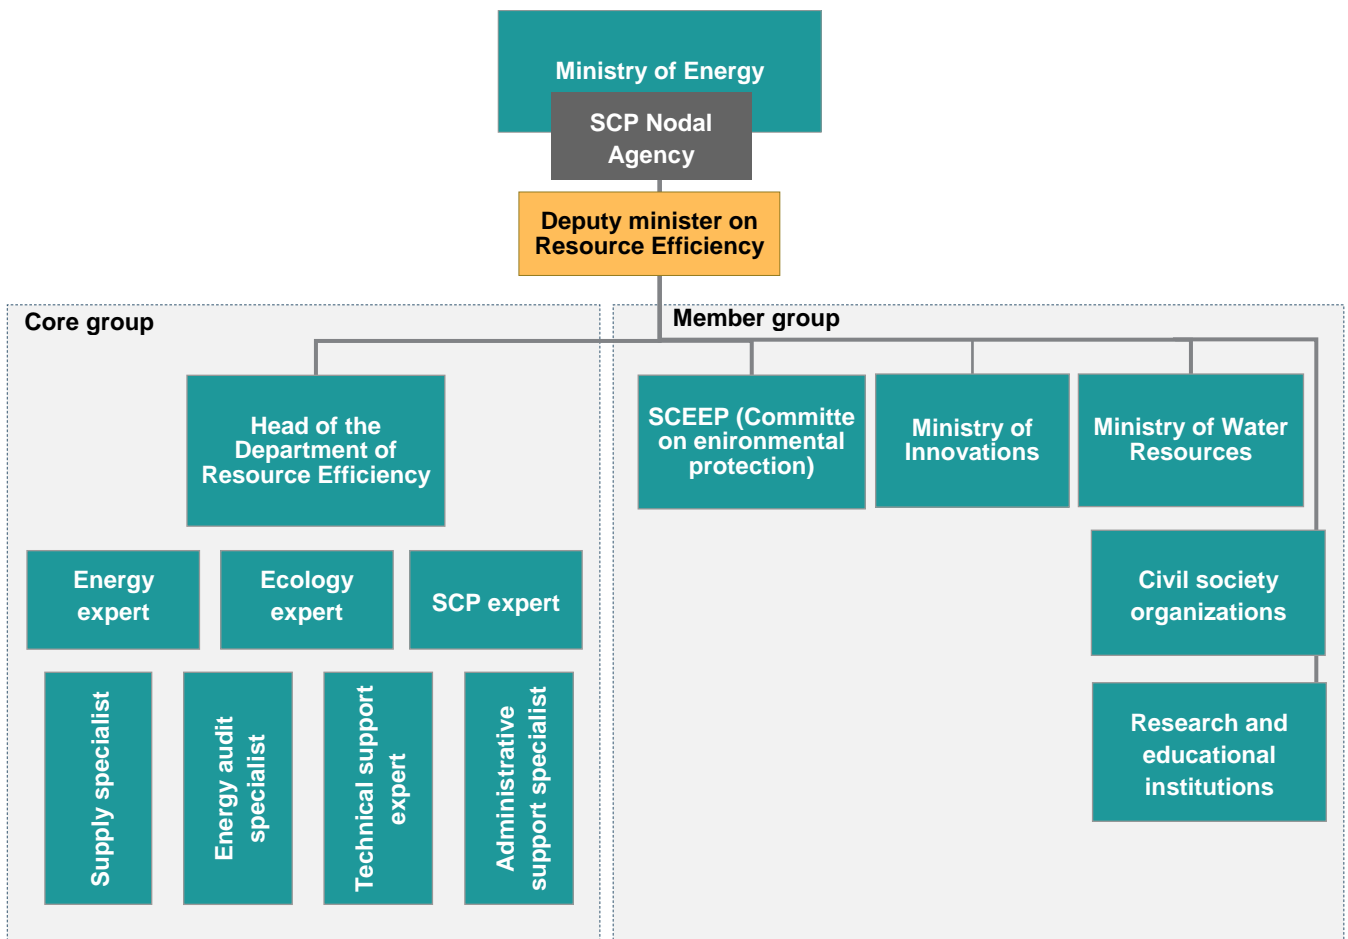 Ministry of Energy
SCP Nodal
Agency
Deputy minister on
Resource Efficiency
Core group
Head of the
Department of
Resource Efficiency
Energy
expert
Ecology
expert
SCP expert
Supply specialist
Energy audit
specialist
Technical support
expert
Administrative
support specialist
Member group
SCEEP (Committe
on enironmental
protection)
Ministry of
Innovations
Ministry of Water
Resources
Civil society
organizations
Research and
educational
institutions